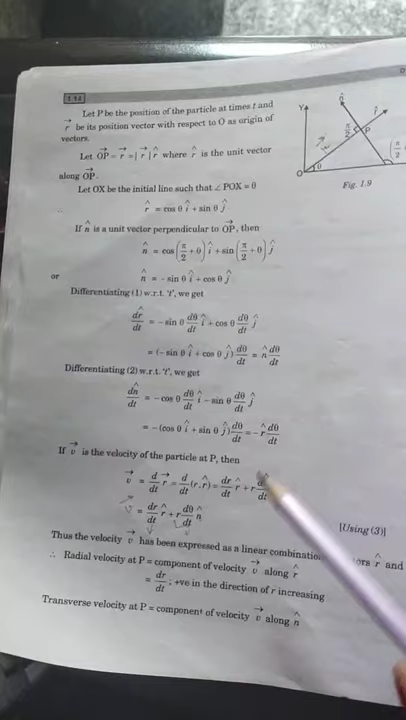 1.12
Let P be the position of the particle at times t and
r⃗ be its position vector with respect to O as origin of
vectors.
Let OP⃗ = r⃗ = | r⃗ | r̂ where r̂ is the unit vector
along OP⃗.
Let OX be the initial line such that ∠ POX = θ
r̂ = cos θ î + sin θ ĵ
If n̂ is a unit vector perpendicular to OP⃗, then
n̂ = cos(π/2 + θ) î + sin(π/2 + θ) ĵ
or n̂ = - sin θ î + cos θ ĵ
Differentiating (1) w.r.t. 't', we get
dr̂/dt = - sin θ dθ/dt î + cos θ dθ/dt ĵ
= (- sin θ î + cos θ ĵ) dθ/dt = n̂ dθ/dt
Differentiating (2) w.r.t. 't', we get
dn̂/dt = - cos θ dθ/dt î - sin θ dθ/dt ĵ
= - (cos θ î + sin θ ĵ) dθ/dt = - r̂ dθ/dt
If v⃗ is the velocity of the particle at P, then
v⃗ = d/dt r⃗ = d/dt (r. r̂) = dr/dt r̂ + r dr̂/dt
v⃗ = dr/dt r̂ + r dθ/dt n̂
[Using (3)]
Thus the velocity v⃗ has been expressed as a linear combination r̂ and
∴ Radial velocity at P = component of velocity v⃗ along r̂
= dr/dt ; +ve in the direction of r increasing
Transverse velocity at P = component of velocity v⃗ along n̂
Y
n̂
r̂
π/2
P
r⃗
O
θ
π/2
Fig. 1.9